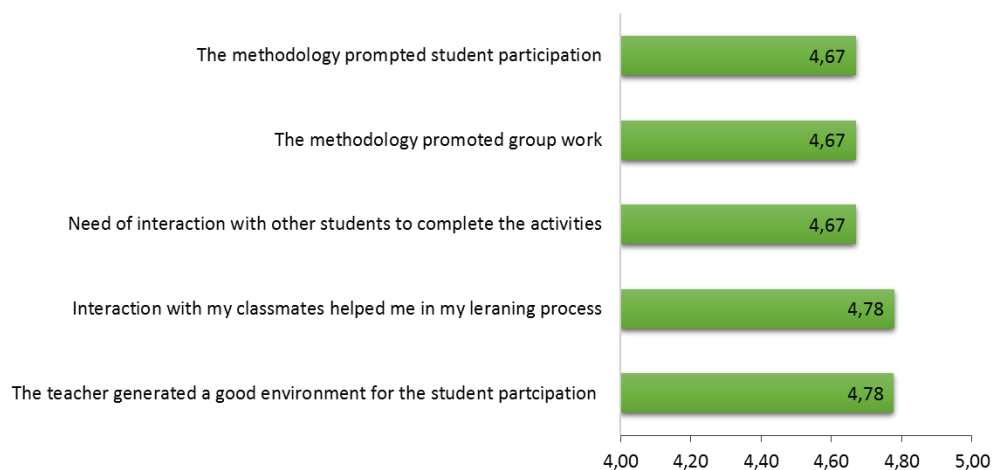 The methodology prompted student participation
4,67
The methodology promoted group work
4,67
Need of interaction with other students to complete the activities
4,67
Interaction with my classmates helped me in my leraning process
4,78
The teacher generated a good environment for the student partcipation
4,78
4,00 4,20 4,40 4,60 4,80 5,00